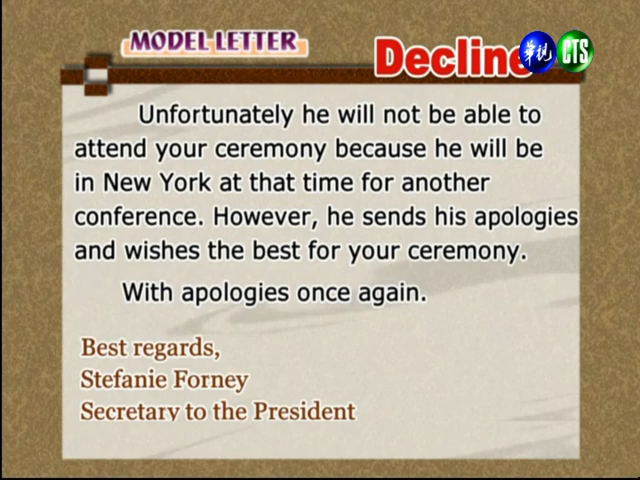 MODEL LETTER
Decline
華視 CTS
Unfortunately he will not be able to
attend your ceremony because he will be
in New York at that time for another
conference. However, he sends his apologies
and wishes the best for your ceremony.
With apologies once again.
Best regards,
Stefanie Forney
Secretary to the President